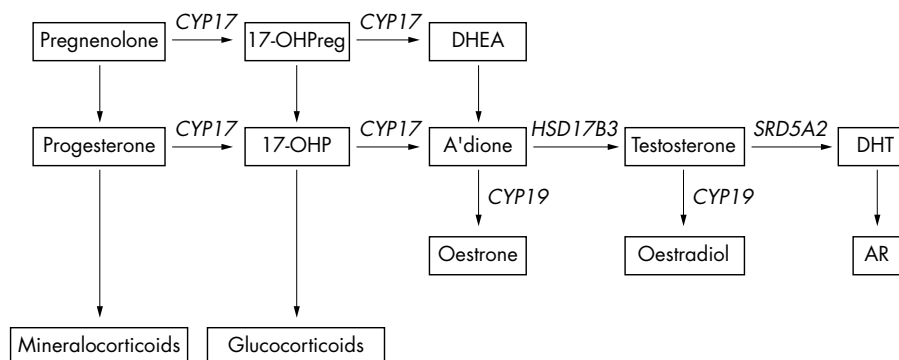 CYP17 CYP17
Pregnenolone 17-OHPreg DHEA
CYP17 CYP17 HSD17B3 SRD5A2
Progesterone 17-OHP A'dione Testosterone DHT
CYP19 CYP19
Oestrone Oestradiol AR
Mineralocorticoids Glucocorticoids